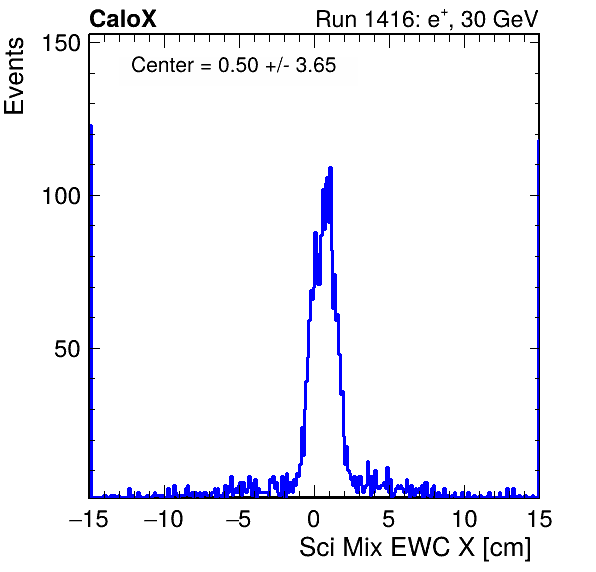 CaloX Run 1416: e⁺, 30 GeV
Events
Center = 0.50 +/- 3.65
150
100
50
−15 −10 −5 0 5 10 15
Sci Mix EWC X [cm]